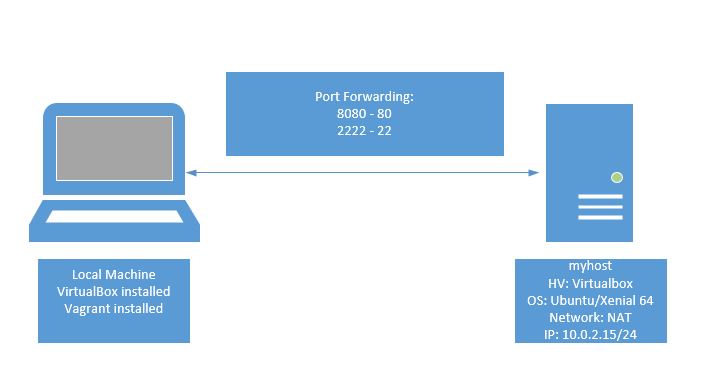 Port Forwarding:
8080 - 80
2222 - 22
Local Machine
VirtualBox installed
Vagrant installed
myhost
HV: Virtualbox
OS: Ubuntu/Xenial 64
Network: NAT
IP: 10.0.2.15/24